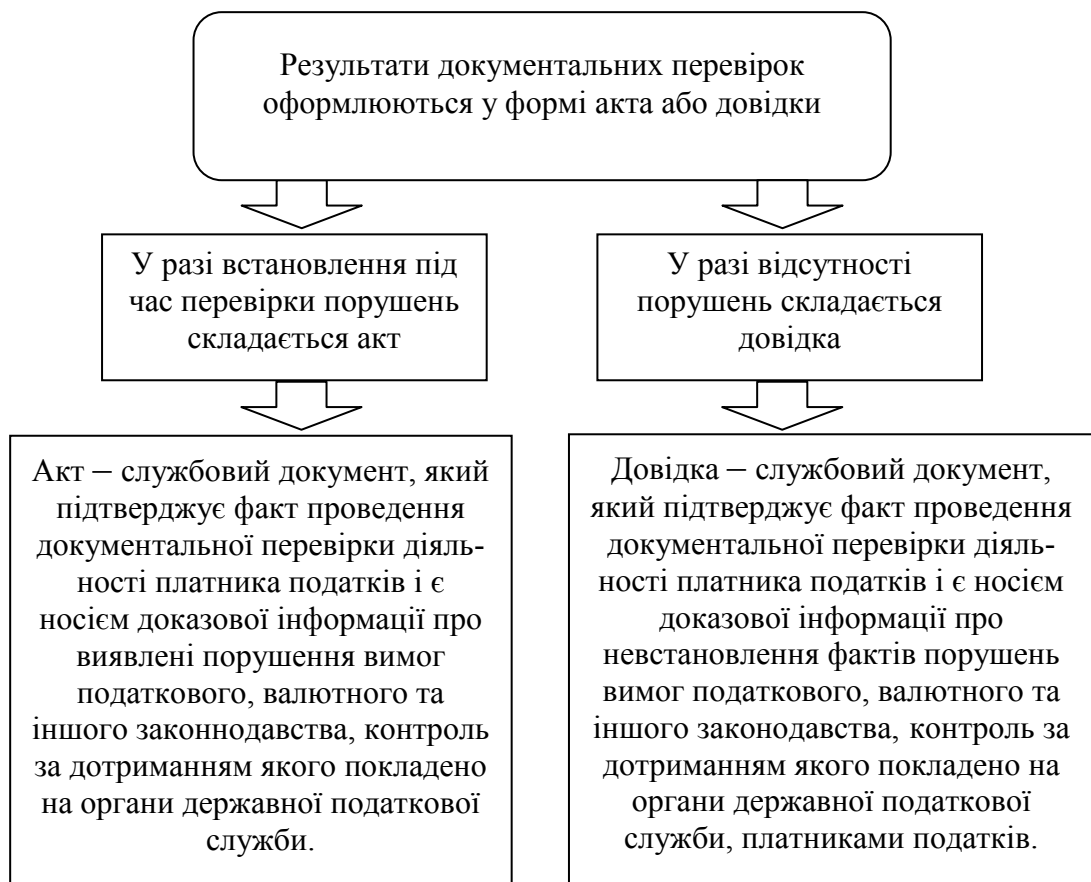 Результати документальних перевірок
оформлюються у формі акта або довідки
У разі встановлення під
час перевірки порушень
складається акт
У разі відсутності
порушень складається
довідка
Акт – службовий документ, який
підтверджує факт проведення
документальної перевірки діяль-
ності платника податків і є
носієм доказової інформації про
виявлені порушення вимог
податкового, валютного та
іншого законнодавства, контроль
за дотриманням якого покладено
на органи державної податкової
служби.
Довідка – службовий документ,
який підтверджує факт проведення
документальної перевірки діяль-
ності платника податків і є носієм
доказової інформації про
невстановлення фактів порушень
вимог податкового, валютного та
іншого законодавства, контроль за
дотриманням якого покладено на
органи державної податкової
служби, платниками податків.